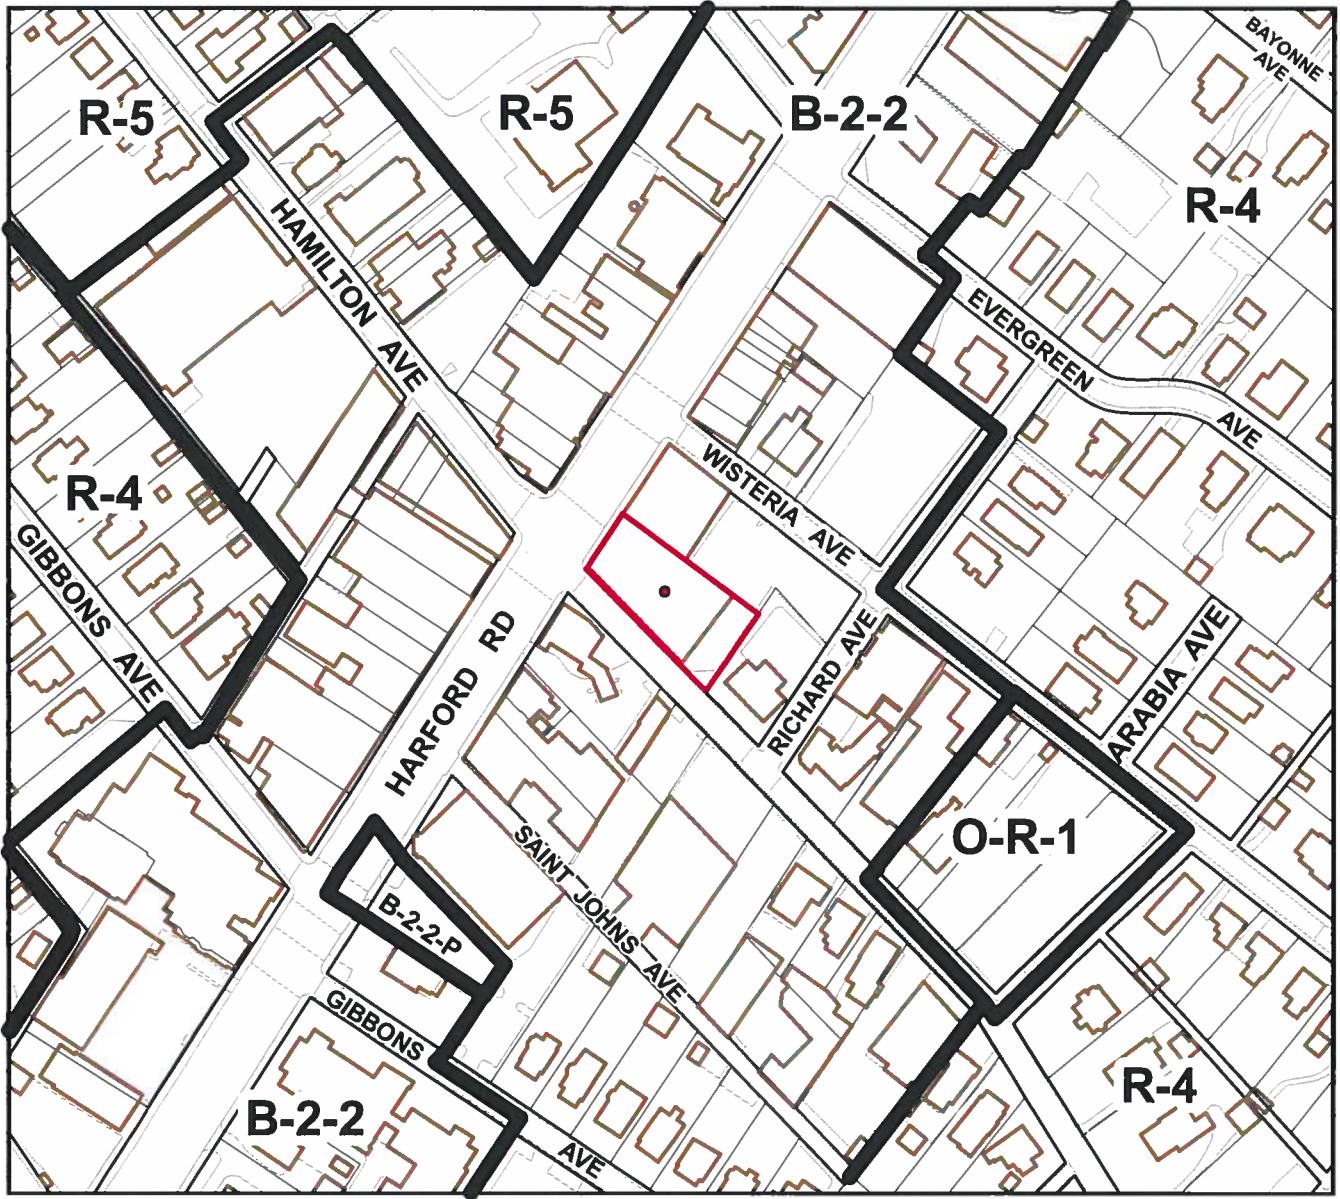 BAYONNE
AVE
R-5
R-5
B-2-2
R-4
HAMILTON AVE
EVERGREEN AVE
WISTERIA AVE
R-4
GIBBONS AVE
HARFORD RD
RICHARD AVE
ARABIA AVE
O-R-1
SAINT JOHNS AVE
B-2-2-P
GIBBONS AVE
B-2-2
R-4